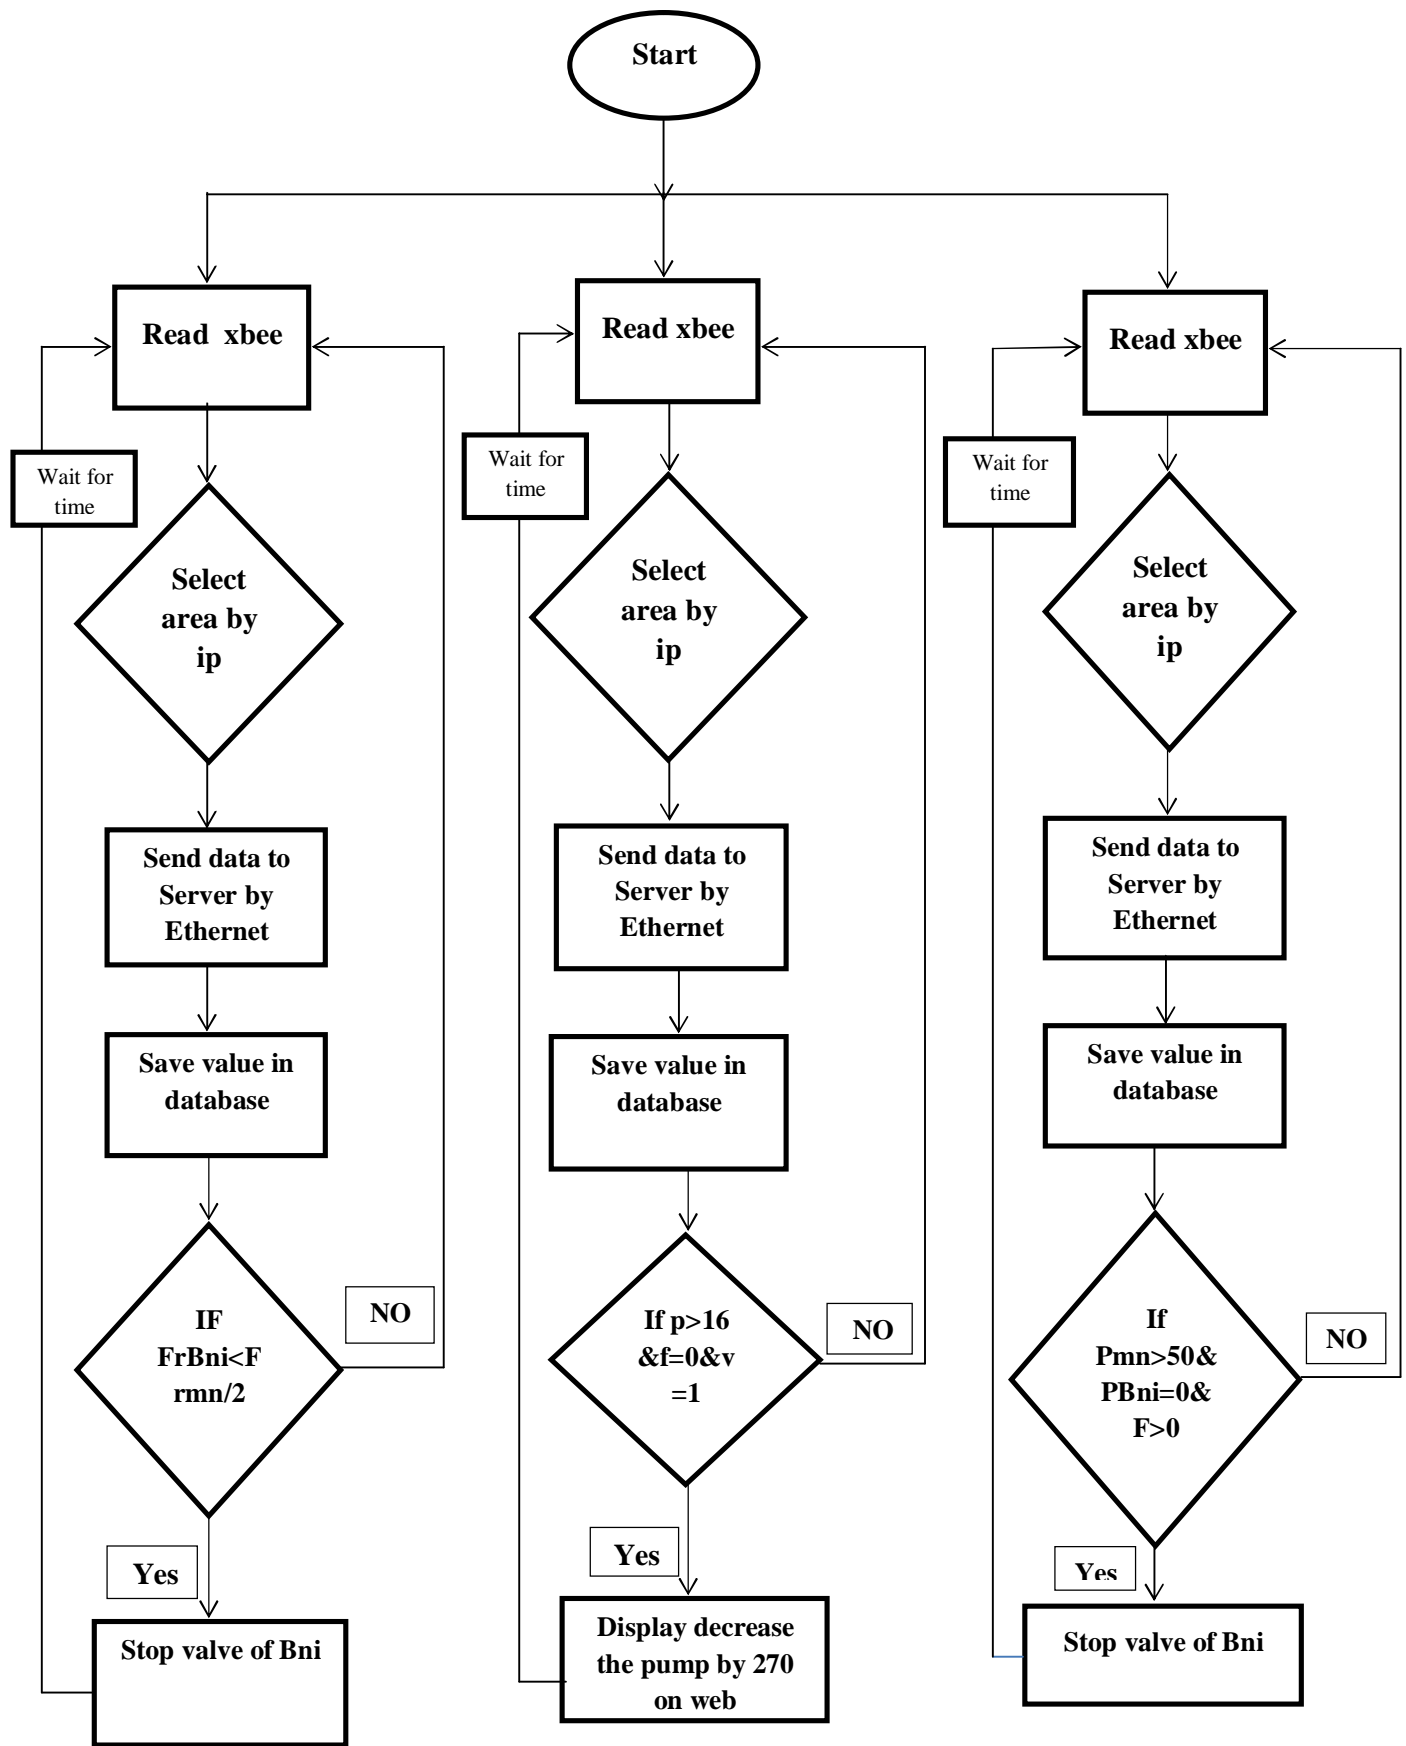 Start
Read xbee
Wait for
time
Select
area by
ip
Send data to
Server by
Ethernet
Save value in
database
IF
FrBni<F
rmn/2
NO
Yes
Stop valve of Bni
Read xbee
Wait for
time
Select
area by
ip
Send data to
Server by
Ethernet
Save value in
database
If p>16
&f=0&v
=1
NO
Yes
Display decrease
the pump by 270
on web
Read xbee
Wait for
time
Select
area by
ip
Send data to
Server by
Ethernet
Save value in
database
If
Pmn>50&
PBni=0&
F>0
NO
Yes
Stop valve of Bni